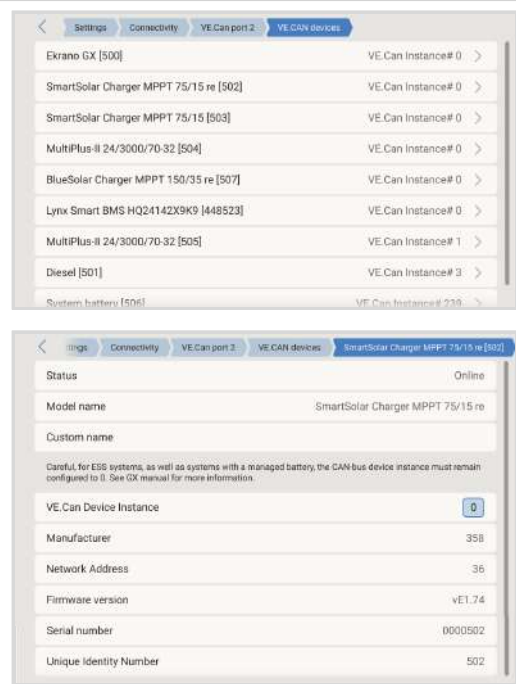 Settings Connectivity VE.Can port 2 VE.CAN devices
Ekrano GX [500] VE.Can Instance# 0
SmartSolar Charger MPPT 75/15 re [502] VE.Can Instance# 0
SmartSolar Charger MPPT 75/15 [503] VE.Can Instance# 0
MultiPlus-II 24/3000/70-32 [504] VE.Can Instance# 0
BlueSolar Charger MPPT 150/35 re [507] VE.Can Instance# 0
Lynx Smart BMS HQ24142X9K9 [448523] VE.Can Instance# 0
MultiPlus-II 24/3000/70-32 [505] VE.Can Instance# 1
Diesel [501] VE.Can Instance# 3
System battery [506] VE.Can Instance# 239
ttings Connectivity VE.Can port 2 VE.CAN devices SmartSolar Charger MPPT 75/15 re [502]
Status Online
Model name SmartSolar Charger MPPT 75/15 re
Custom name
Careful, for ESS systems, as well as systems with a managed battery, the CAN-bus device instance must remain
configured to 0. See GX manual for more information.
VE.Can Device Instance 0
Manufacturer 358
Network Address 36
Firmware version vE1.74
Serial number 0000502
Unique Identity Number 502